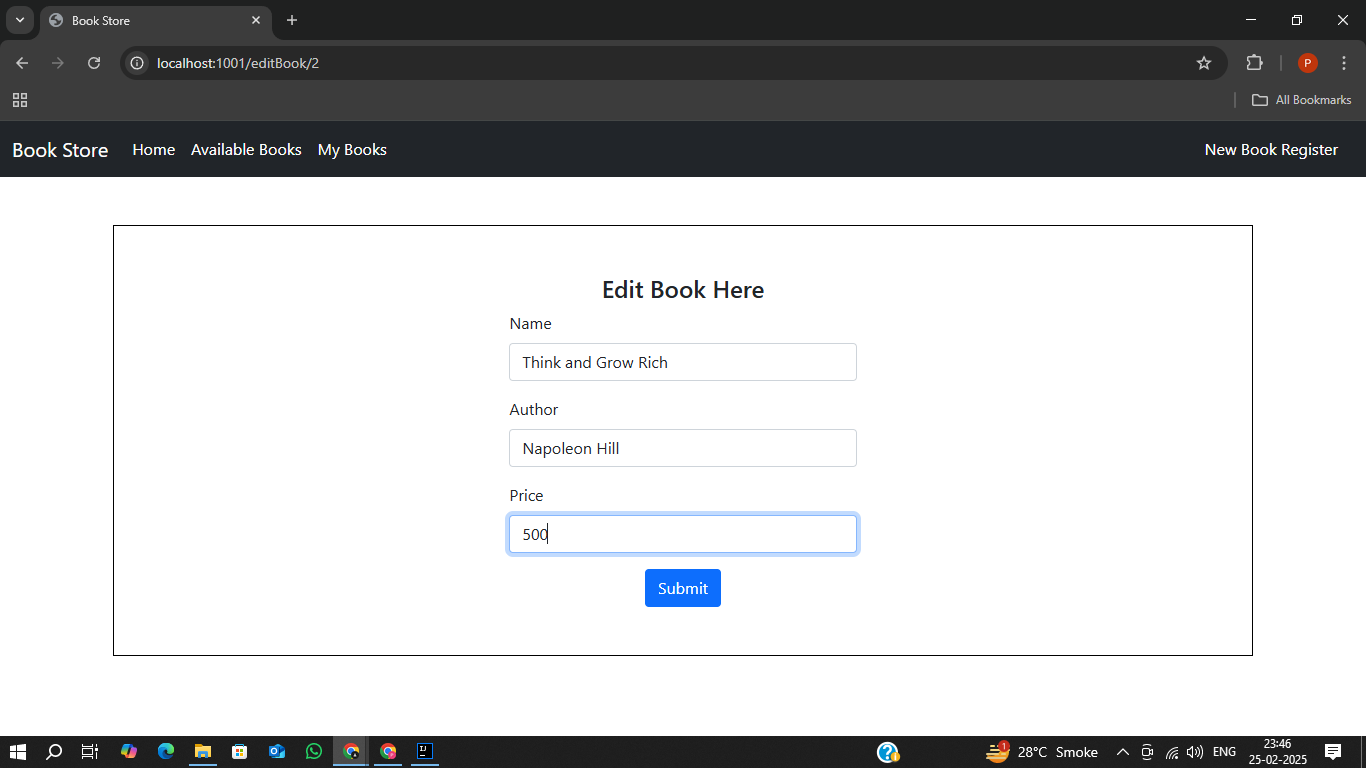 Book Store
localhost:1001/editBook/2
P
All Bookmarks
Book Store Home Available Books My Books New Book Register
Edit Book Here
Name
Think and Grow Rich
Author
Napoleon Hill
Price
500
Submit
1 28°C Smoke ENG 23:46
25-02-2025